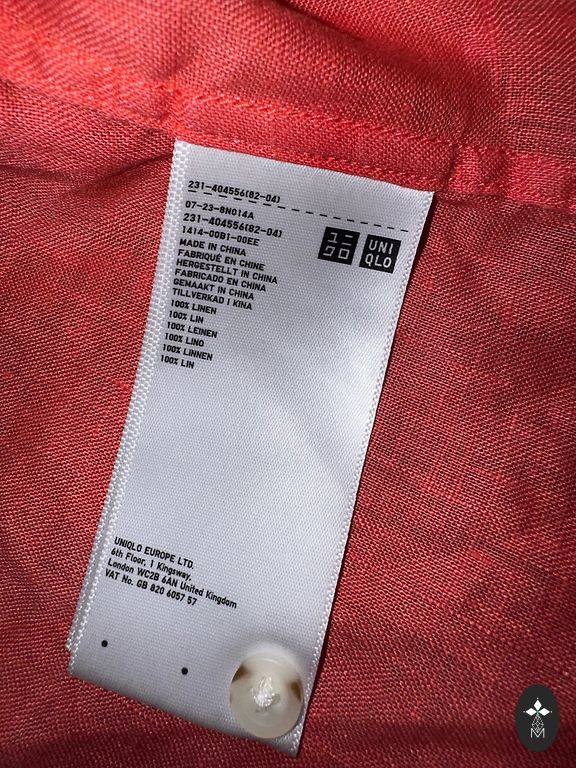 231-404556(82-04)
07-23-8N014A
231-404556(82-04)
1414-00B1-00EE
MADE IN CHINA
FABRIQUÉ EN CHINE
HERGESTELLT IN CHINA
FABRICADO EN CHINA
GEMAAKT IN CHINA
TILLVERKAD I KINA
100% LINEN
100% LIN
100% LEINEN
100% LINO
100% LINNEN
100% LIN
ユニ
クロ
UNI
QLO
UNIQLO EUROPE LTD.
6th Floor, 1 Kingsway,
London WC2B 6AN United Kingdom
VAT No. GB 820 6057 57
M